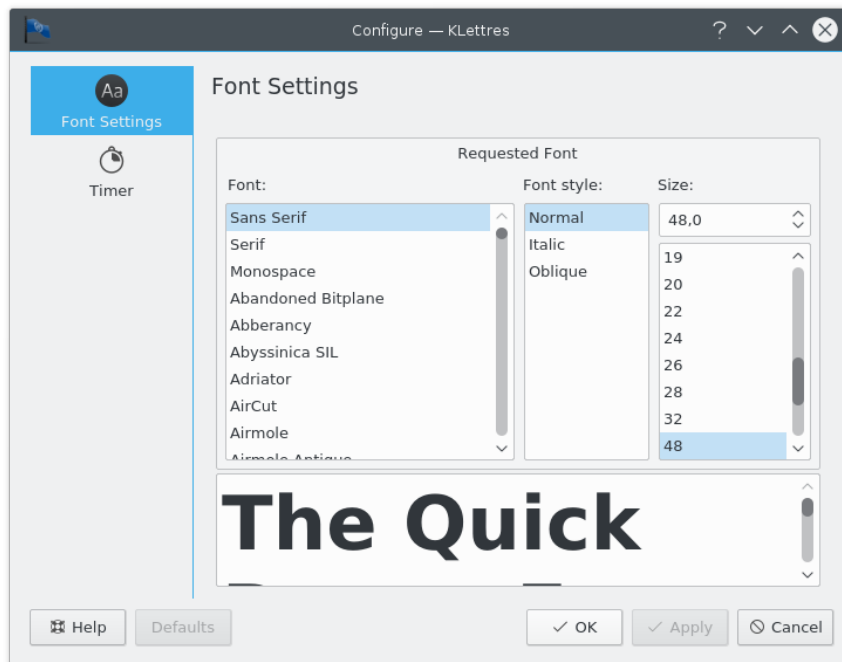 Configure — KLettres
Font Settings
Timer
Font Settings
Requested Font
Font:
Sans Serif
Serif
Monospace
Abandoned Bitplane
Abberancy
Abyssinica SIL
Adriator
AirCut
Airmole
Airmole Antique
Font style:
Normal
Italic
Oblique
Size:
48,0
19
20
22
24
26
28
32
48
The Quick
Help
Defaults
OK
Apply
Cancel